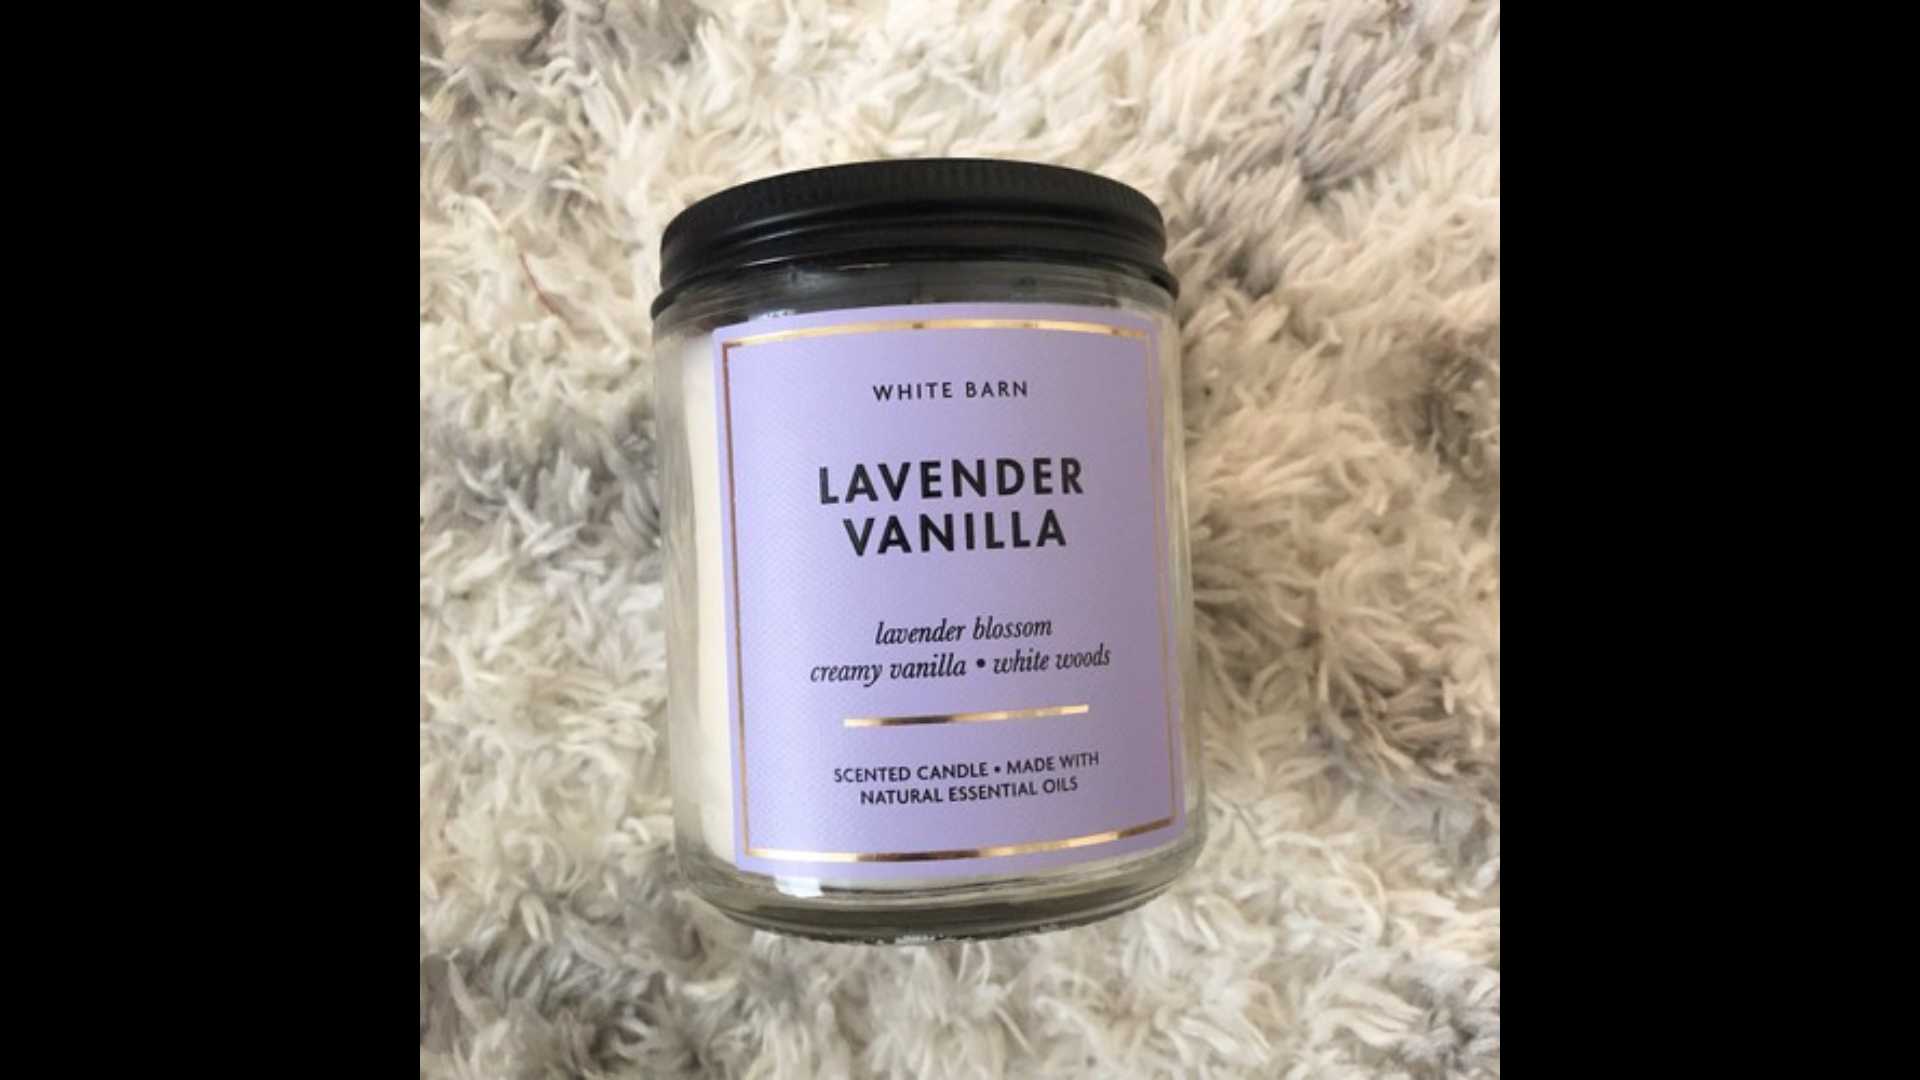 WHITE BARN
LAVENDER
VANILLA
lavender blossom
creamy vanilla • white woods
SCENTED CANDLE • MADE WITH
NATURAL ESSENTIAL OILS